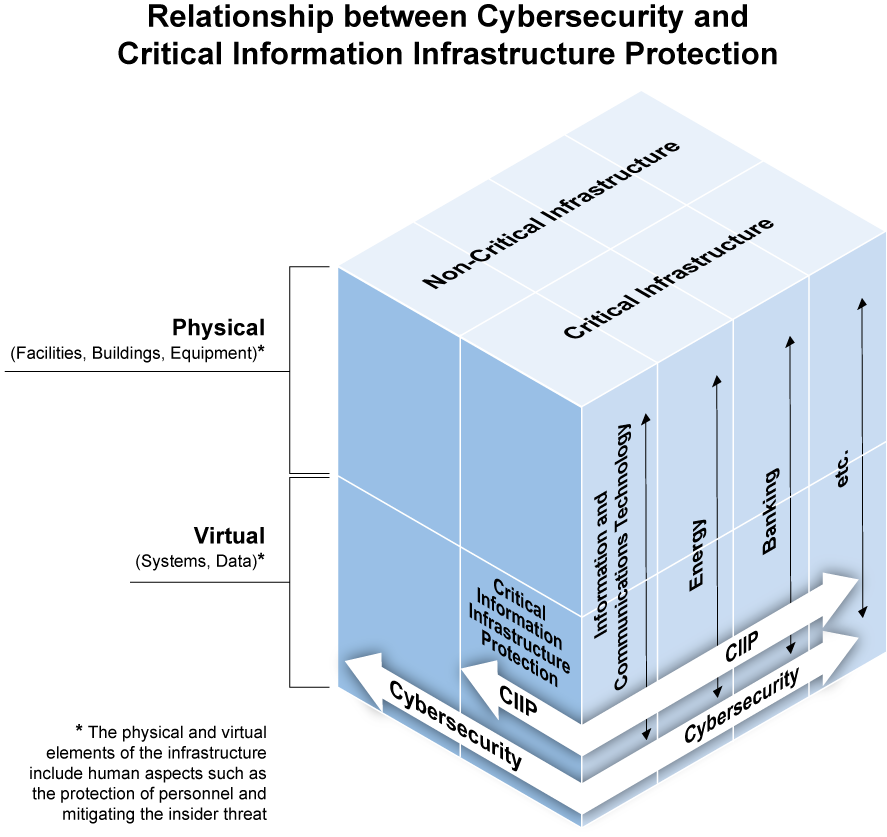 Relationship between Cybersecurity and
Critical Information Infrastructure Protection
Non-Critical Infrastructure
Critical Infrastructure
Physical
(Facilities, Buildings, Equipment)*
Virtual
(Systems, Data)*
Information and
Communications Technology
Energy
Banking
etc.
Critical
Information
Infrastructure
Protection
CIIP
CIIP
Cybersecurity
Cybersecurity
* The physical and virtual
elements of the infrastructure
include human aspects such as
the protection of personnel and
mitigating the insider threat